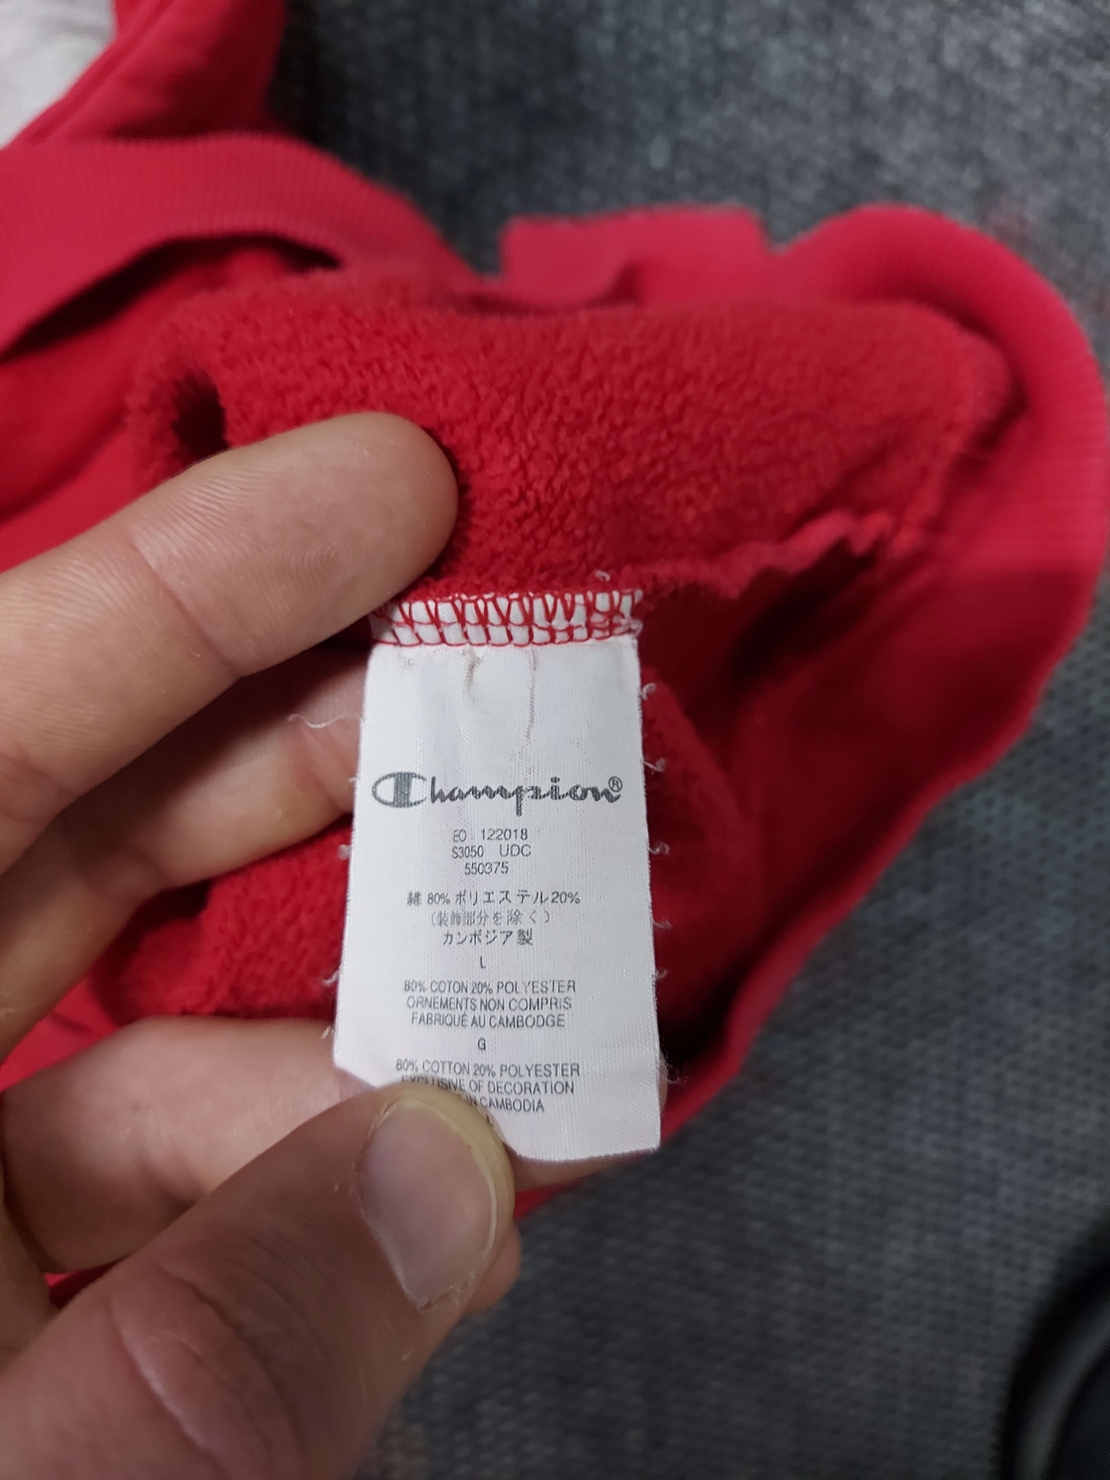 Champion®
EO 122018
S3050 UDC
550375
綿 80% ポリエステル 20%
(装飾部分を除く)
カンボジア製
L
80% COTON 20% POLYESTER
ORNEMENTS NON COMPRIS
FABRIQUÉ AU CAMBODGE
G
80% COTTON 20% POLYESTER
EXCLUSIVE OF DECORATION
IN CAMBODIA